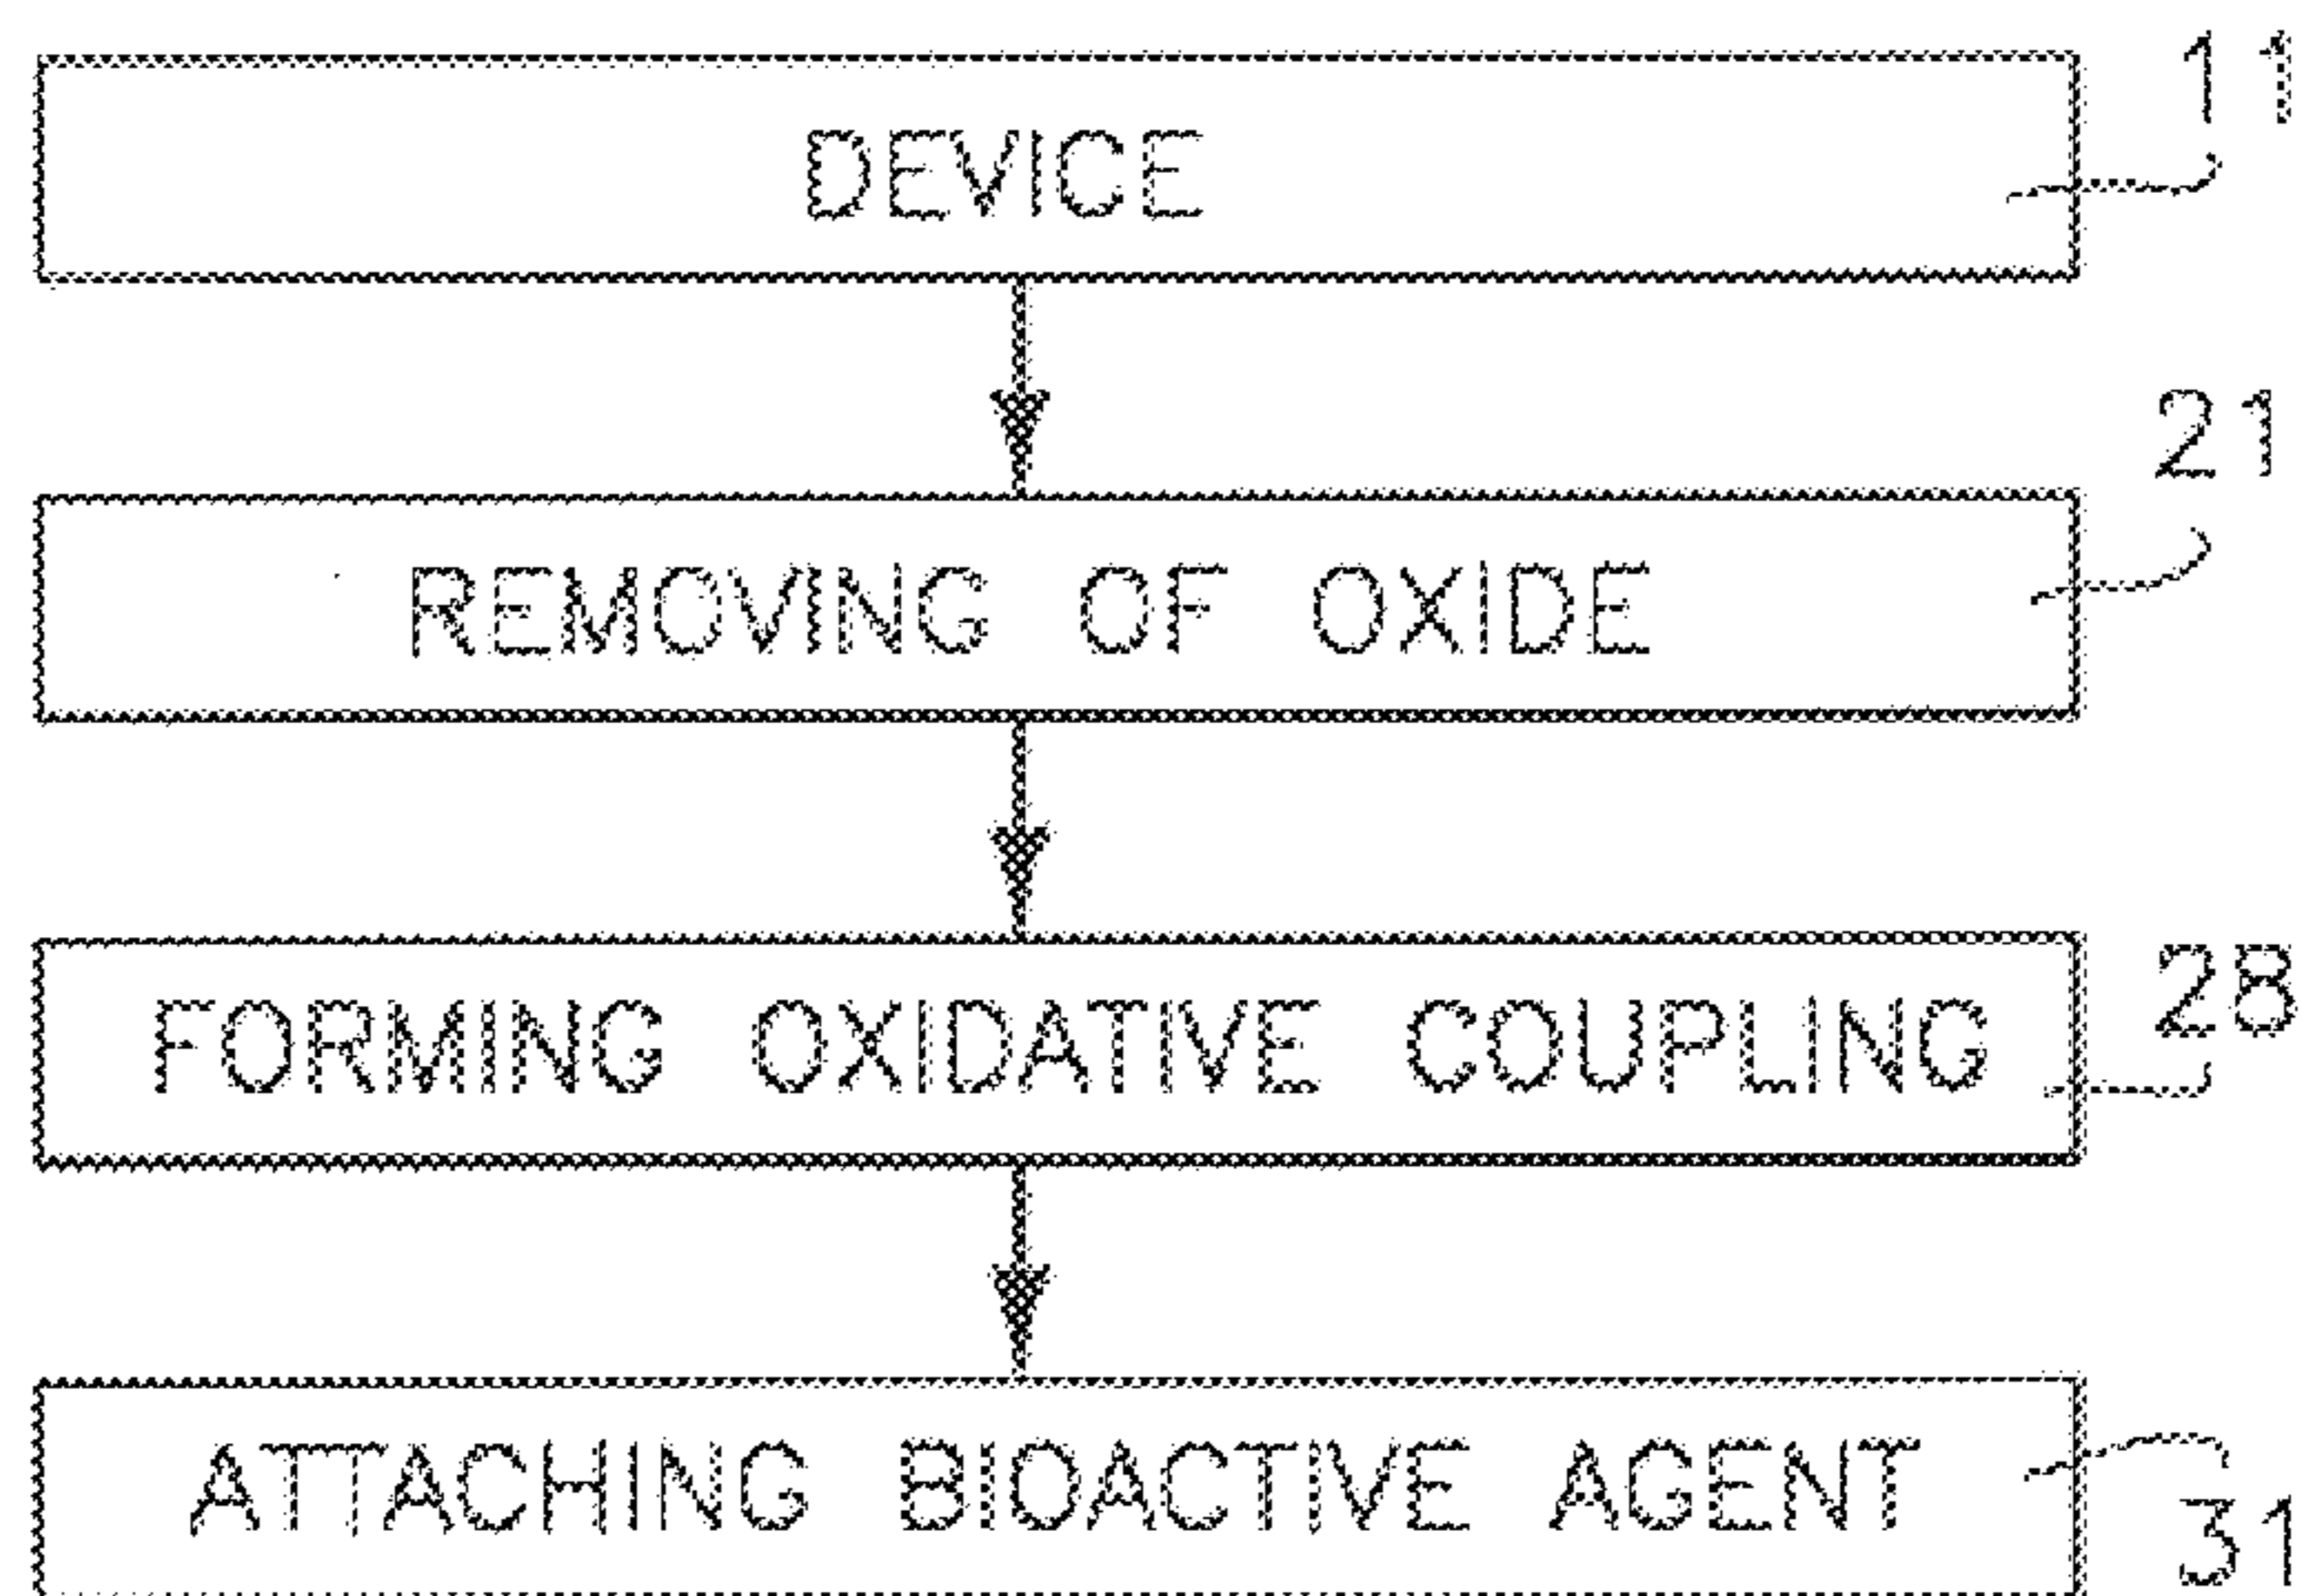 11
DEVICE
21
REMOVING OF OXIDE
28
FORMING OXIDATIVE COUPLING
ATTACHING BIOACTIVE AGENT
31